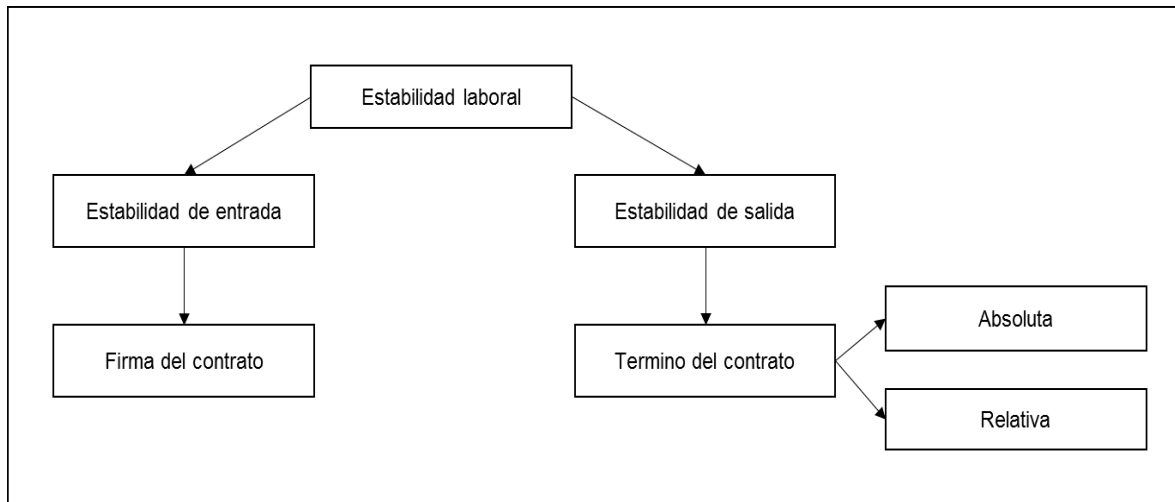 Estabilidad laboral
Estabilidad de entrada
Estabilidad de salida
Firma del contrato
Termino del contrato
Absoluta
Relativa